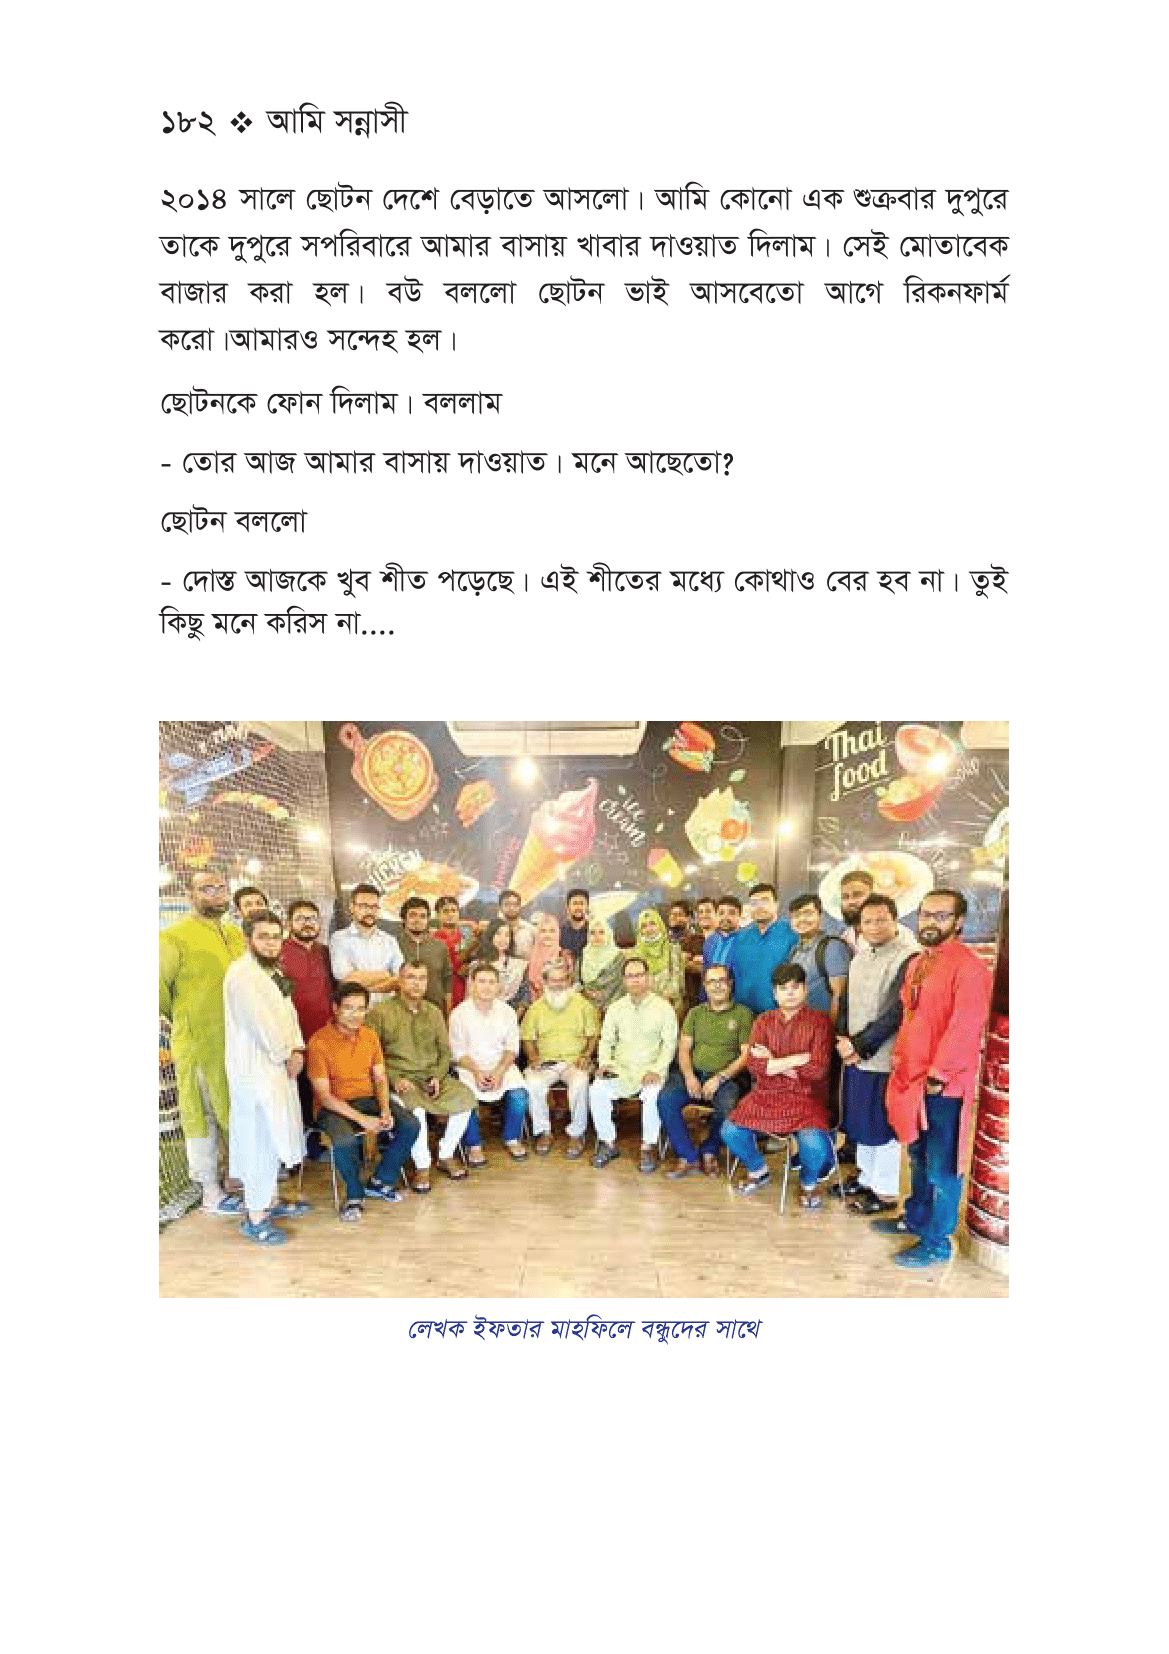 ১৮২ ❖ আমি সন্নাসী
২০১৪ সালে ছোটন দেশে বেড়াতে আসলো। আমি কোনো এক শুক্রবার দুপুরে
তাকে দুপুরে সপরিবারে আমার বাসায় খাবার দাওয়াত দিলাম। সেই মোতাবেক
বাজার করা হল। বউ বললো ছোটন ভাই আসবেতো আগে রিকনফার্ম
করো।আমারও সন্দেহ হল।
ছোটনকে ফোন দিলাম। বললাম
- তোর আজ আমার বাসায় দাওয়াত। মনে আছেতো?
ছোটন বললো
- দোস্ত আজকে খুব শীত পড়েছে। এই শীতের মধ্যে কোথাও বের হব না। তুই
কিছু মনে করিস না....
Thai
food
ice
cream
লেখক ইফতার মাহফিলে বন্ধুদের সাথে